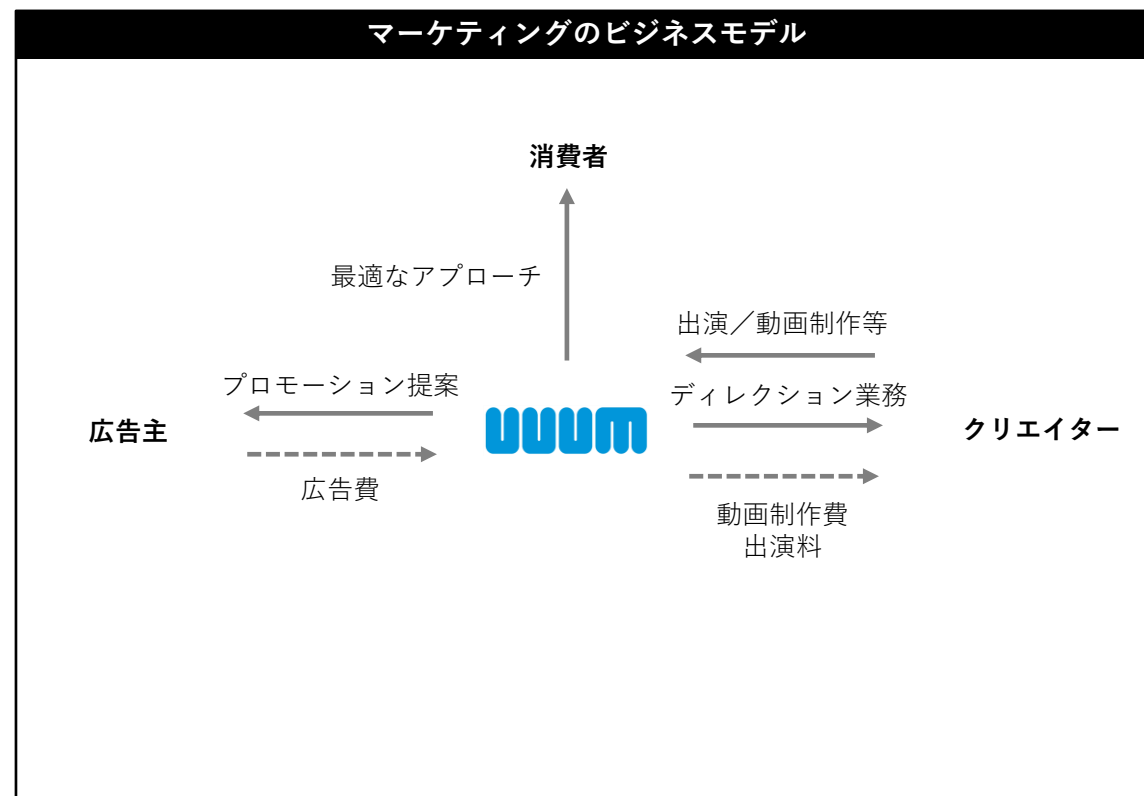 マーケティングのビジネスモデル
消費者
最適なアプローチ
出演／動画制作等
プロモーション提案
ディレクション業務
広告主
UUUM
クリエイター
広告費
動画制作費
出演料